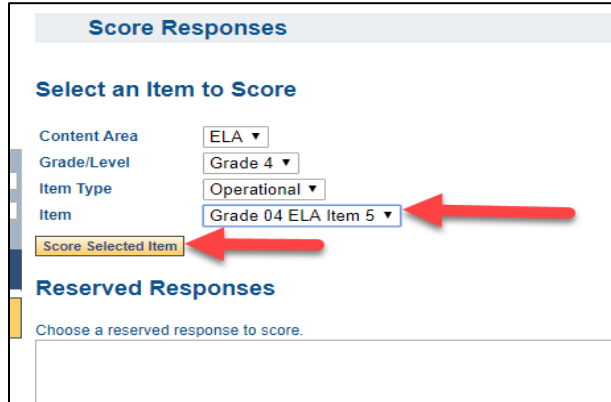 Score Responses
Select an Item to Score
Content Area ELA
Grade/Level Grade 4
Item Type Operational
Item Grade 04 ELA Item 5
Score Selected Item
Reserved Responses
Choose a reserved response to score.